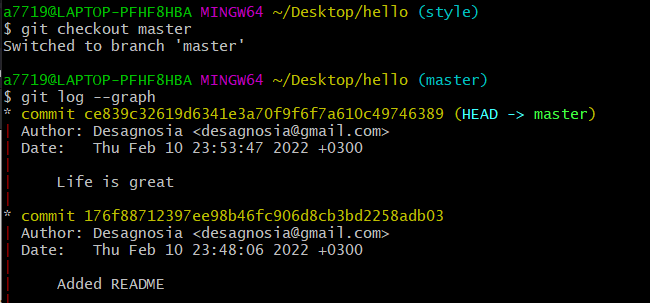 a7719@LAPTOP-PFHF8HBA MINGW64 ~/Desktop/hello (style)
$ git checkout master
Switched to branch 'master'
a7719@LAPTOP-PFHF8HBA MINGW64 ~/Desktop/hello (master)
$ git log --graph
* commit ce839c32619d6341e3a70f9f6f7a610c49746389 (HEAD -> master)
| Author: Desagnosia <desagnosia@gmail.com>
| Date:   Thu Feb 10 23:53:47 2022 +0300
|
|     Life is great
|
* commit 176f88712397ee98b46fc906d8cb3bd2258adb03
| Author: Desagnosia <desagnosia@gmail.com>
| Date:   Thu Feb 10 23:48:06 2022 +0300
|
|     Added README
|